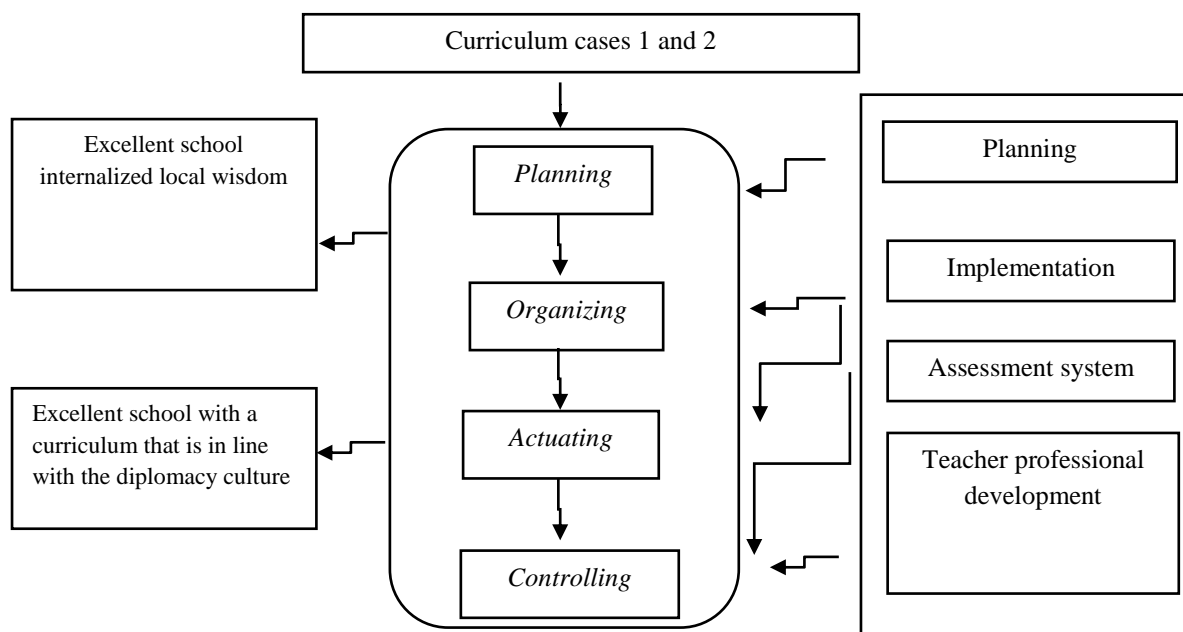 Curriculum cases 1 and 2
Excellent school
internalized local wisdom
Excellent school with a
curriculum that is in line
with the diplomacy culture
Planning
Organizing
Actuating
Controlling
Planning
Implementation
Assessment system
Teacher professional
development